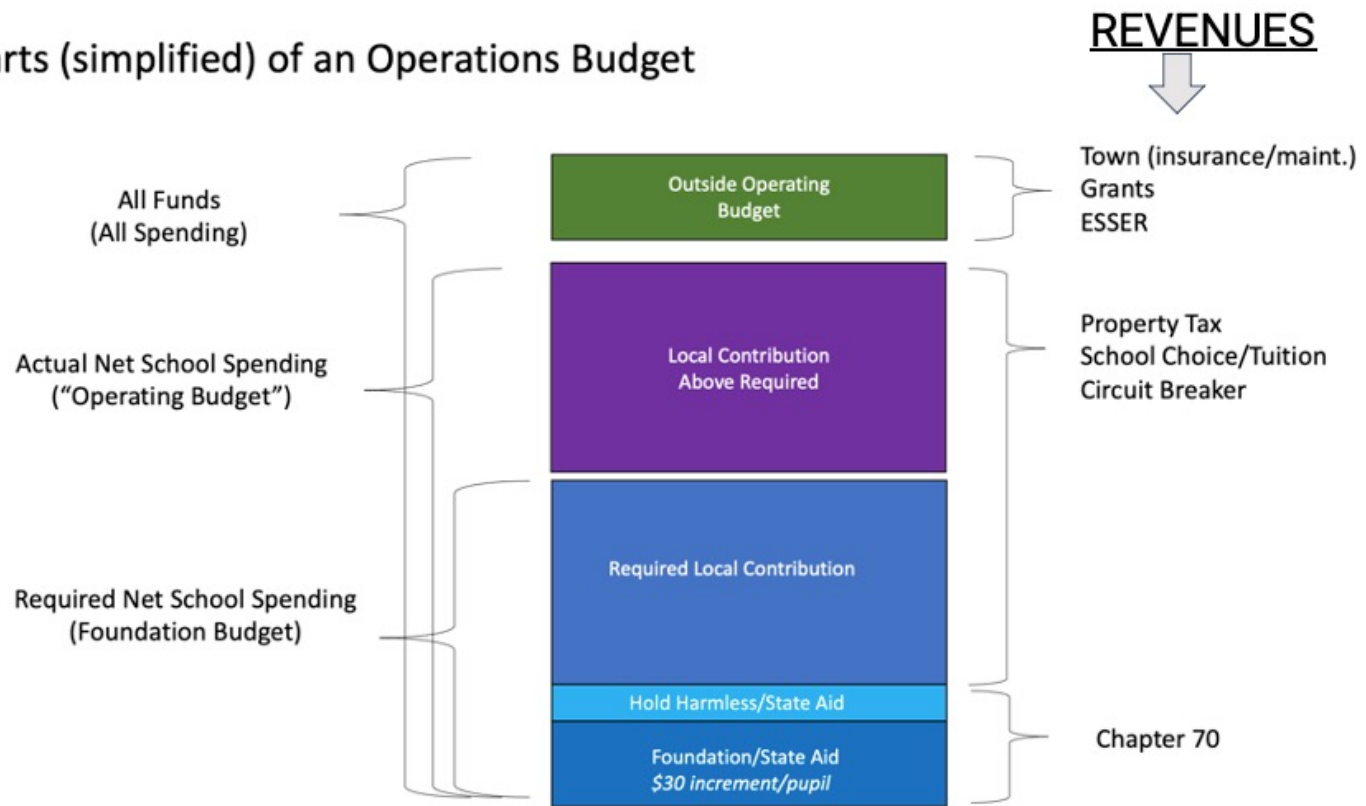 REVENUES
arts (simplified) of an Operations Budget
All Funds
(All Spending)
Outside Operating
Budget
Town (insurance/maint.)
Grants
ESSER
Actual Net School Spending
(“Operating Budget”)
Local Contribution
Above Required
Property Tax
School Choice/Tuition
Circuit Breaker
Required Net School Spending
(Foundation Budget)
Required Local Contribution
Hold Harmless/State Aid
Foundation/State Aid
$30 increment/pupil
Chapter 70